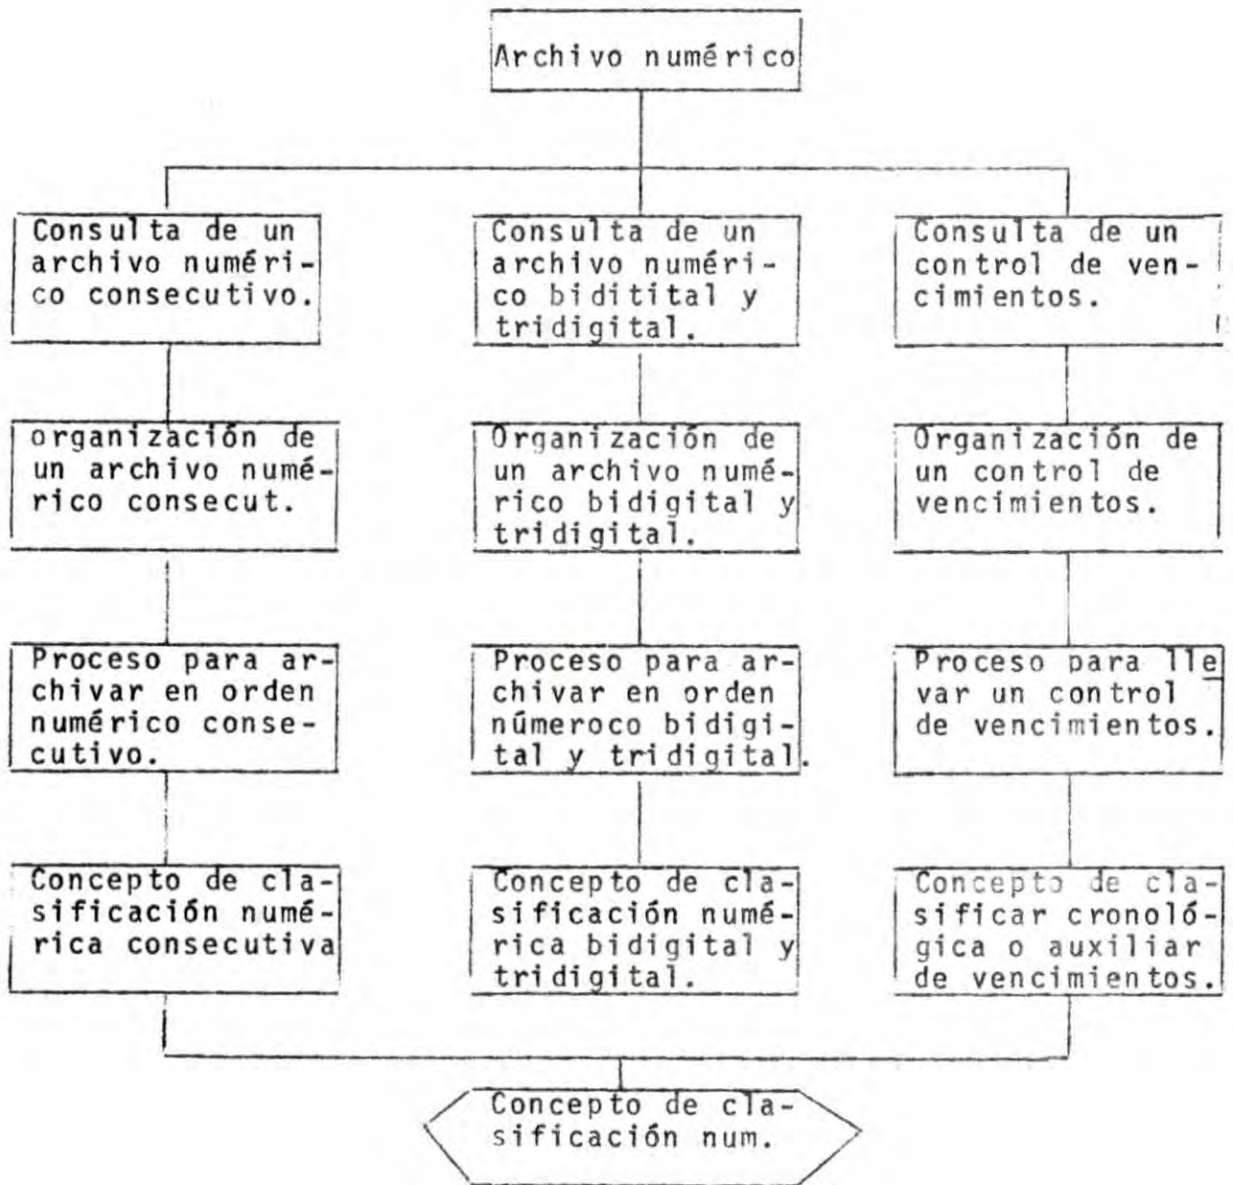 Archivo numérico
Consulta de un
archivo numéri-
co consecutivo.
Consulta de un
archivo numéri-
co biditital y
tridigital.
Consulta de un
control de ven-
cimientos.
organización de
un archivo numé-
rico consecut.
Organización de
un archivo numé-
rico bidigital y
tridigital.
Organización de
un control de
vencimientos.
Proceso para ar-
chivar en orden
numérico conse-
cutivo.
Proceso para ar-
chivar en orden
númeroco bidigi-
tal y tridigital.
Proceso para lle
var un control
de vencimientos.
Concepto de cla-
sificación numé-
rica consecutiva
Concepto de cla-
sificación numé-
rica bidigital y
tridigital.
Concepto de cla-
sificar cronoló-
gica o auxiliar
de vencimientos.
Concepto de cla-
sificación num.